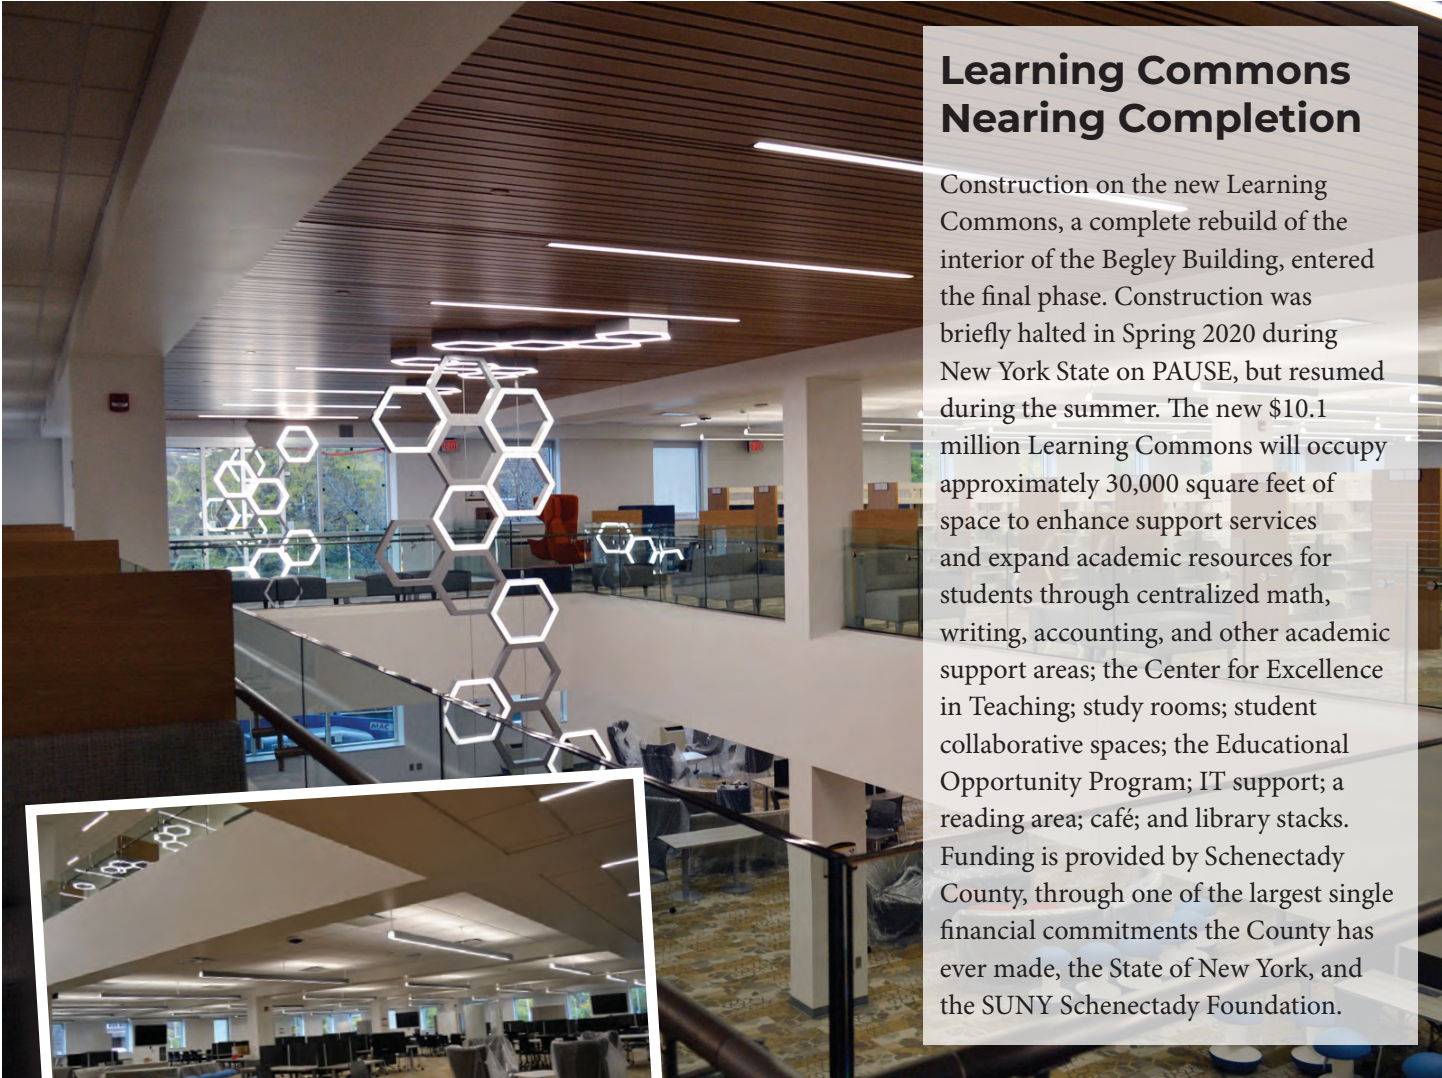 Learning Commons
Nearing Completion
Construction on the new Learning
Commons, a complete rebuild of the
interior of the Begley Building, entered
the final phase. Construction was
briefly halted in Spring 2020 during
New York State on PAUSE, but resumed
during the summer. The new $10.1
million Learning Commons will occupy
approximately 30,000 square feet of
space to enhance support services
and expand academic resources for
students through centralized math,
writing, accounting, and other academic
support areas; the Center for Excellence
in Teaching; study rooms; student
collaborative spaces; the Educational
Opportunity Program; IT support; a
reading area; café; and library stacks.
Funding is provided by Schenectady
County, through one of the largest single
financial commitments the County has
ever made, the State of New York, and
the SUNY Schenectady Foundation.
EXIT
EXIT